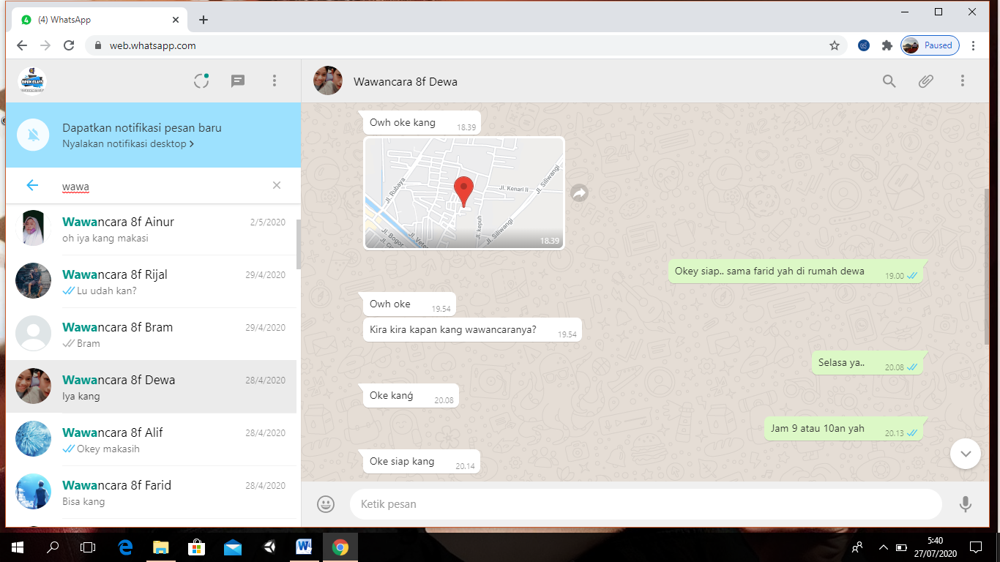 (4) WhatsApp
web.whatsapp.com
Paused
OPEN CLAS
Wawancara 8f Dewa
Dapatkan notifikasi pesan baru
Nyalakan notifikasi desktop >
wawa
Wawancara 8f Ainur 2/5/2020
oh iya kang makasi
Wawancara 8f Rijal 29/4/2020
Lu udah kan?
Wawancara 8f Bram 29/4/2020
Bram
Wawancara 8f Dewa 28/4/2020
Iya kang
Wawancara 8f Alif 28/4/2020
Okey makasih
Wawancara 8f Farid 28/4/2020
Bisa kang
Owh oke kang 18.39
Jl. Rubaya
Jl. Kenari II
Jl. Siliwangi
Jl. kepuh
Jl. Siliwangi
Jl. Bogor
Jl. Veter
18.39
Okey siap.. sama farid yah di rumah dewa 19.00
Owh oke 19.54
Kira kira kapan kang wawancaranya? 19.54
Selasa ya.. 20.08
Oke kanģ 20.08
Jam 9 atau 10an yah 20.13
Oke siap kang 20.14
Ketik pesan
5:40
27/07/2020